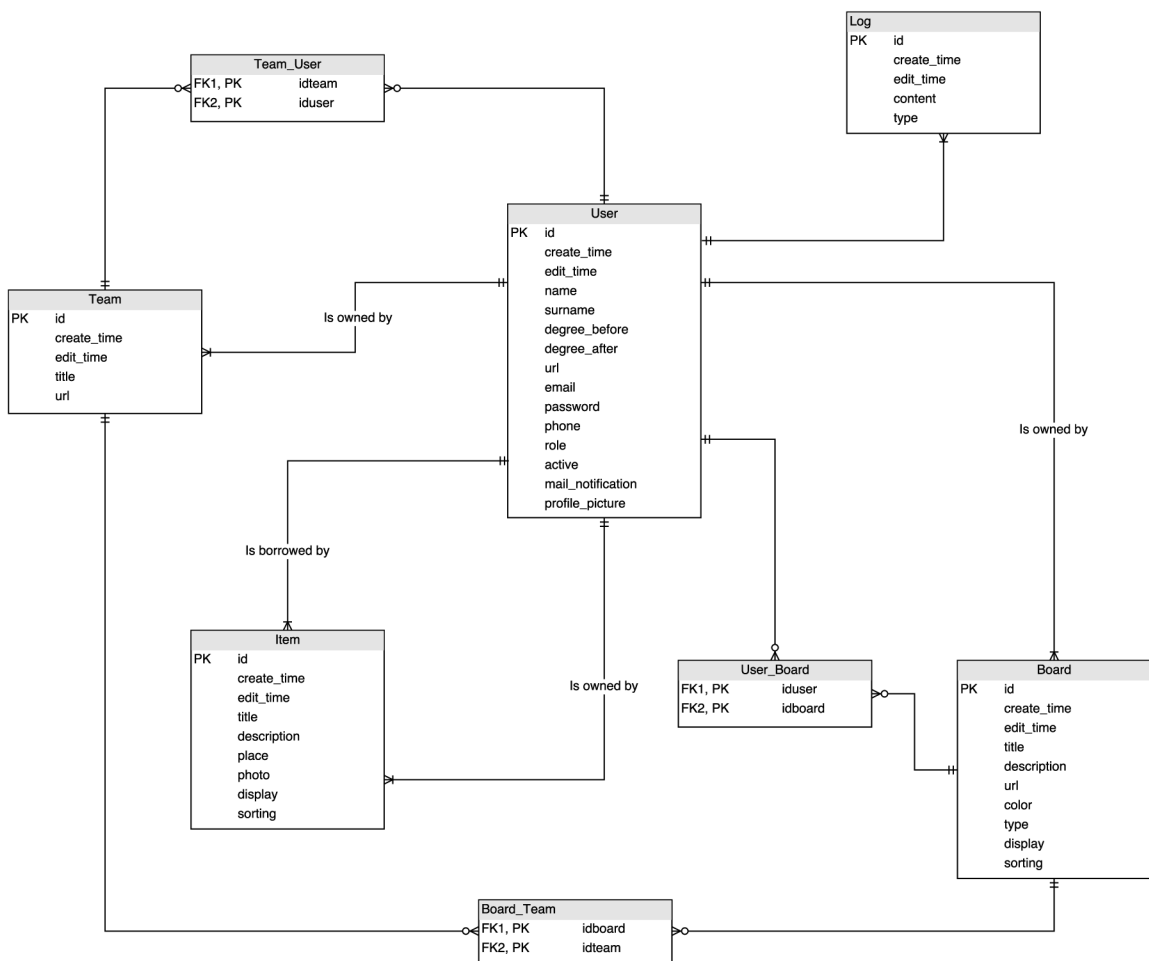 Log
PK id
create_time
edit_time
content
type
Team_User
FK1, PK idteam
FK2, PK iduser
User
PK id
create_time
edit_time
name
surname
degree_before
degree_after
url
email
password
phone
role
active
mail_notification
profile_picture
Team
PK id
create_time
edit_time
title
url
Is owned by
Is owned by
Is borrowed by
Is owned by
Item
PK id
create_time
edit_time
title
description
place
photo
display
sorting
User_Board
FK1, PK iduser
FK2, PK idboard
Board
PK id
create_time
edit_time
title
description
url
color
type
display
sorting
Board_Team
FK1, PK idboard
FK2, PK idteam